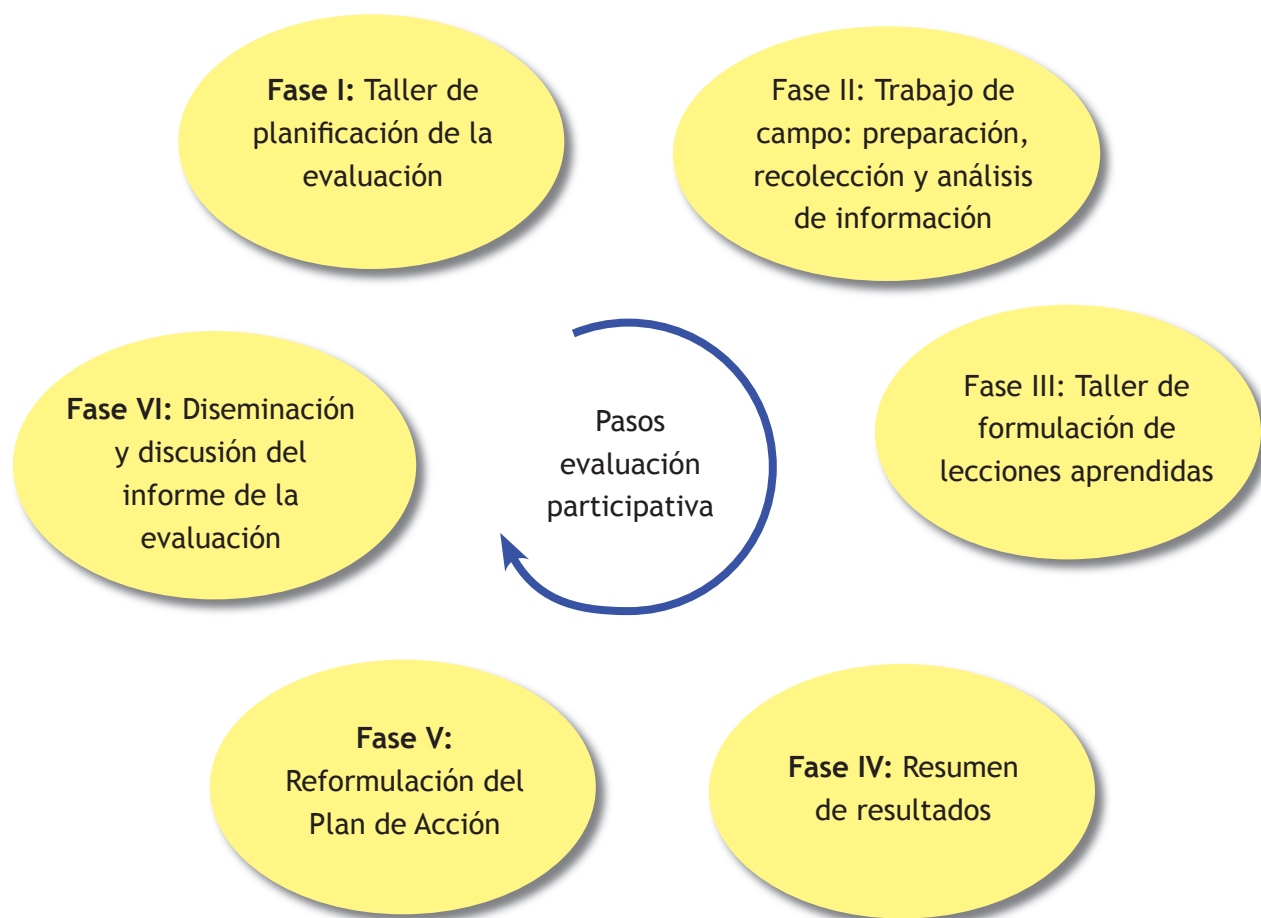 Fase I: Taller de
planificación de la
evaluación
Fase II: Trabajo de
campo: preparación,
recolección y análisis
de información
Fase III: Taller de
formulación de
lecciones aprendidas
Fase IV: Resumen
de resultados
Fase V:
Reformulación del
Plan de Acción
Fase VI: Diseminación
y discusión del
informe de la
evaluación
Pasos
evaluación
participativa